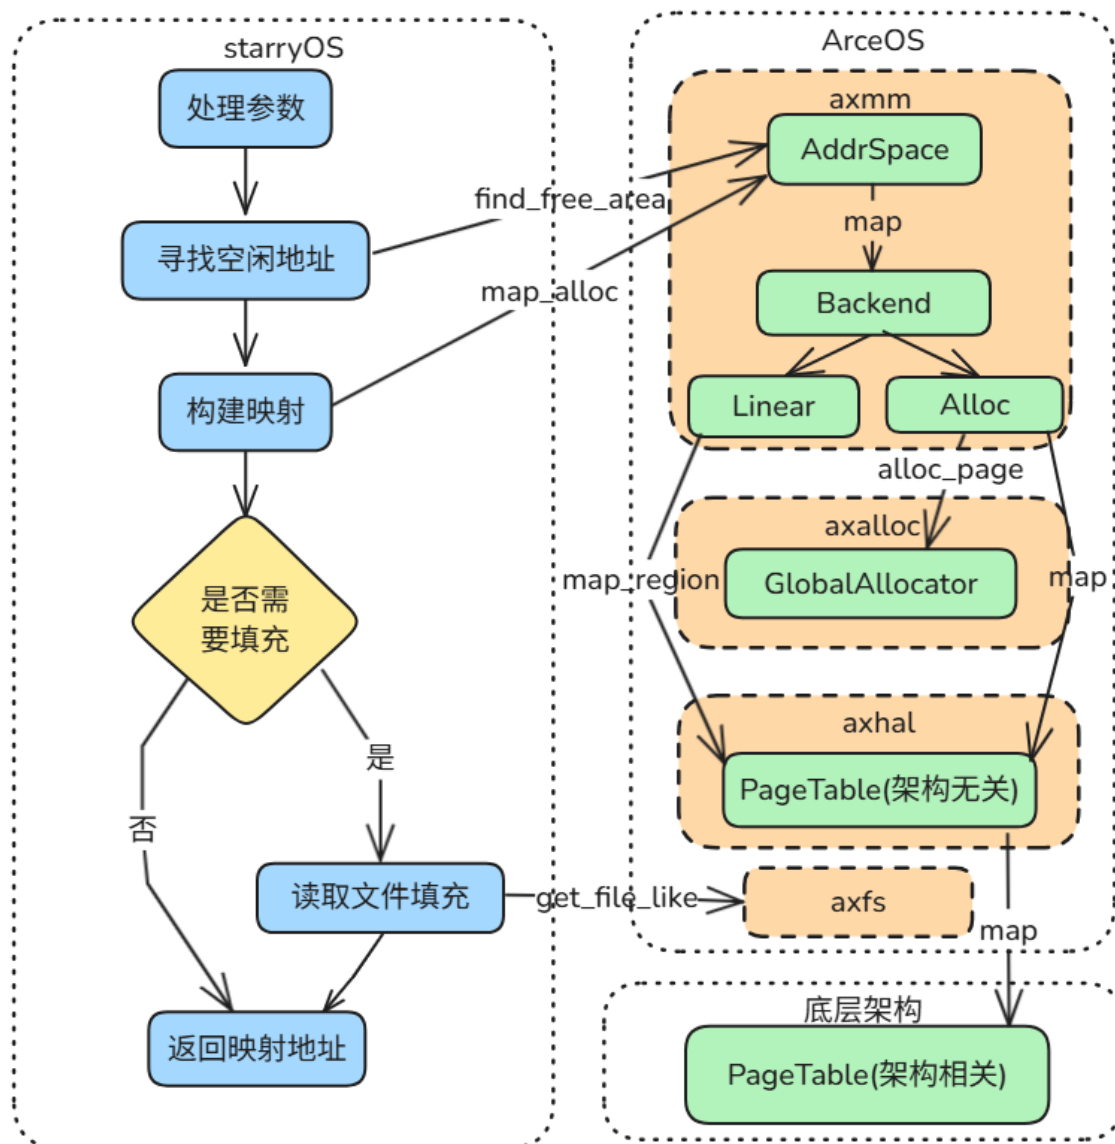 starryOS
处理参数
寻找空闲地址
构建映射
是否需
要填充
是
否
读取文件填充
返回映射地址
find_free_area
map_alloc
get_file_like
ArceOS
axmm
AddrSpace
map
Backend
Linear
Alloc
alloc_page
axalloc
GlobalAllocator
map_region
map
axhal
PageTable(架构无关)
axfs
map
底层架构
PageTable(架构相关)